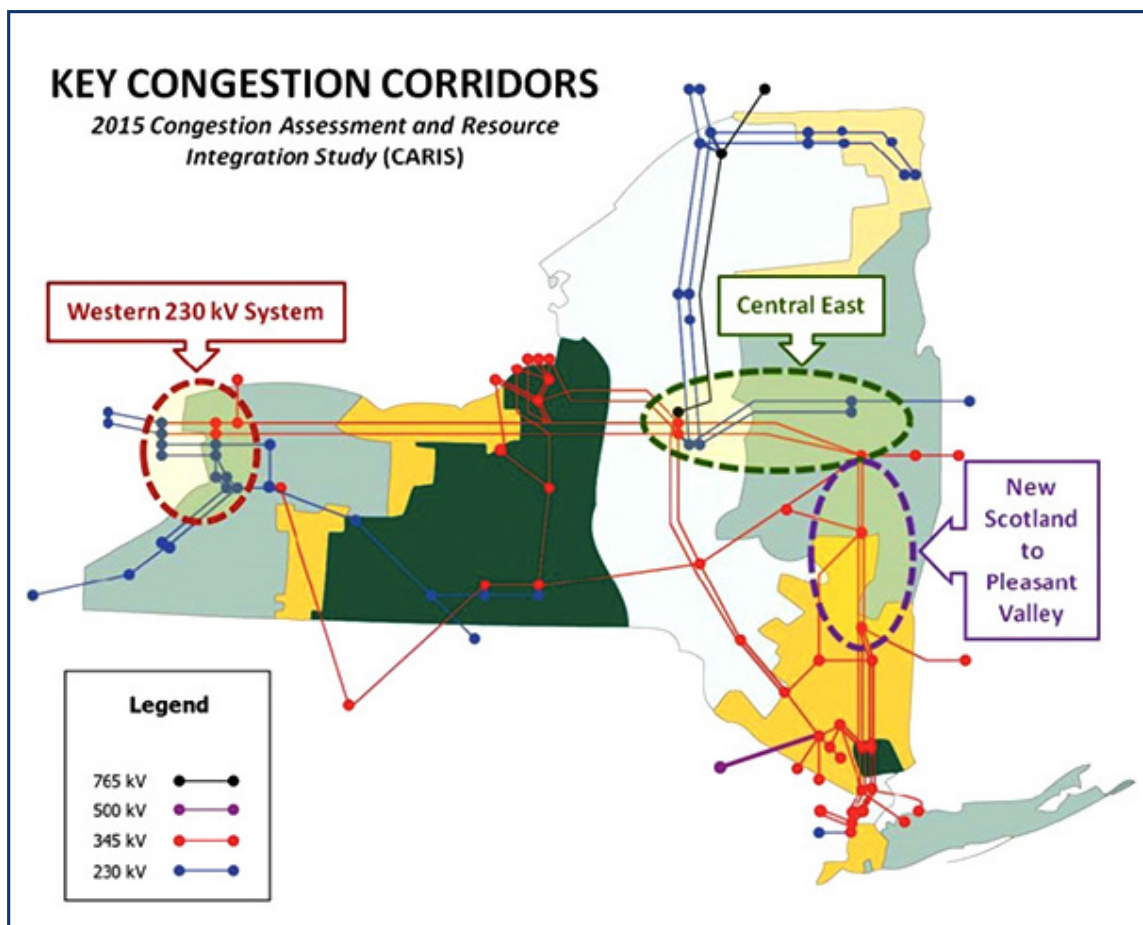 KEY CONGESTION CORRIDORS
2015 Congestion Assessment and Resource
Integration Study (CARIS)
Western 230 kV System
Central East
New
Scotland
to
Pleasant
Valley
Legend
765 kV
500 kV
345 kV
230 kV